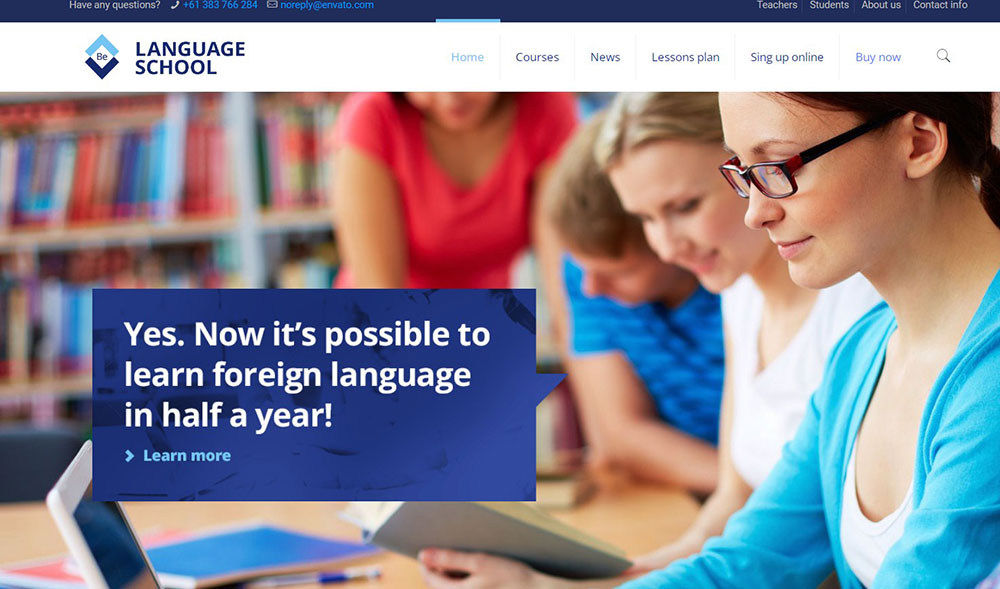 Have any questions? +61 383 766 284 noreply@envato.com Teachers Students About us Contact info
Be LANGUAGE
SCHOOL
Home Courses News Lessons plan Sing up online Buy now
Yes. Now it's possible to
learn foreign language
in half a year!
Learn more